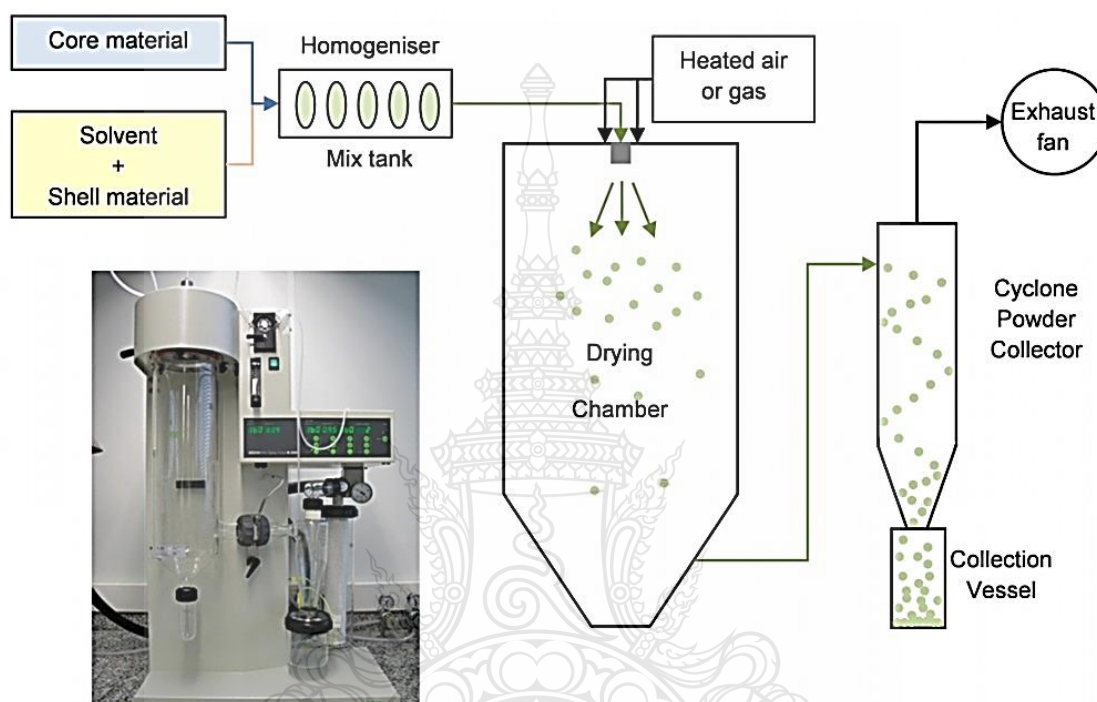 Core material
Solvent
+
Shell material
Homogeniser
Mix tank
Heated air
or gas
Exhaust
fan
Drying
Chamber
Cyclone
Powder
Collector
Collection
Vessel